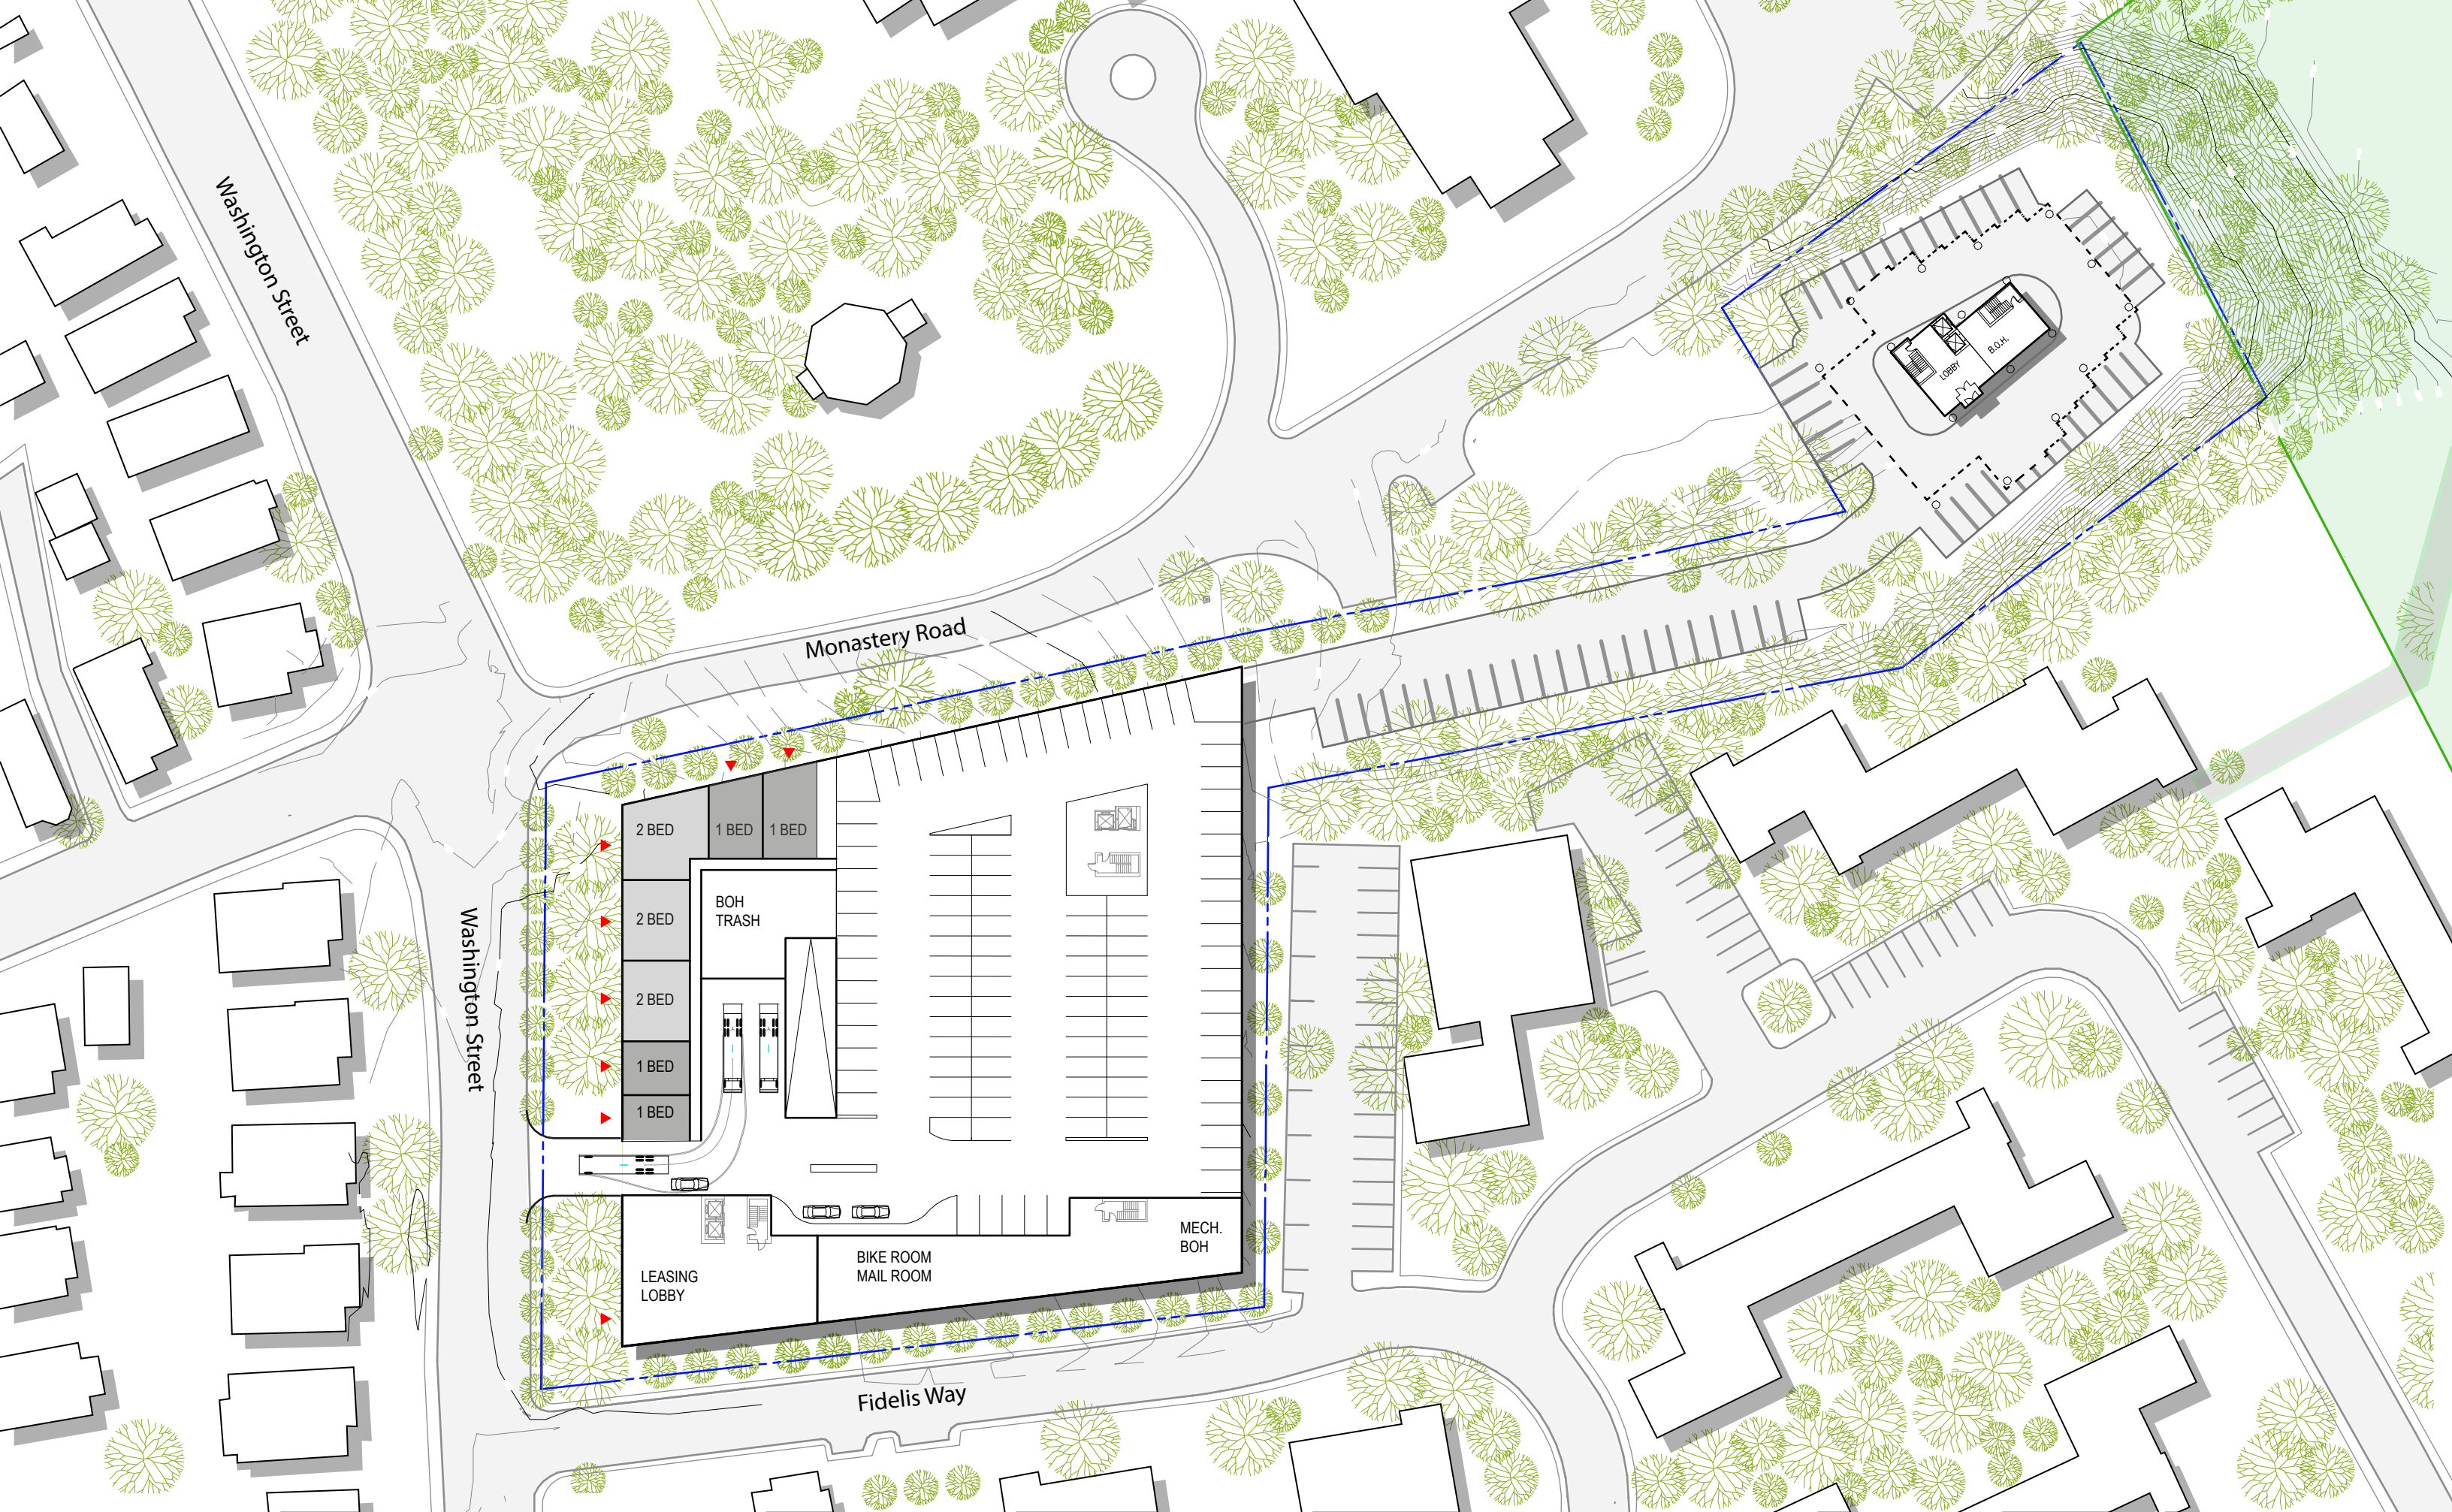 Washington Street
LOBBY
B.O.H.
Monastery Road
2 BED
1 BED
1 BED
BOH
TRASH
2 BED
2 BED
1 BED
1 BED
Washington Street
LEASING
LOBBY
BIKE ROOM
MAIL ROOM
MECH.
BOH
Fidelis Way